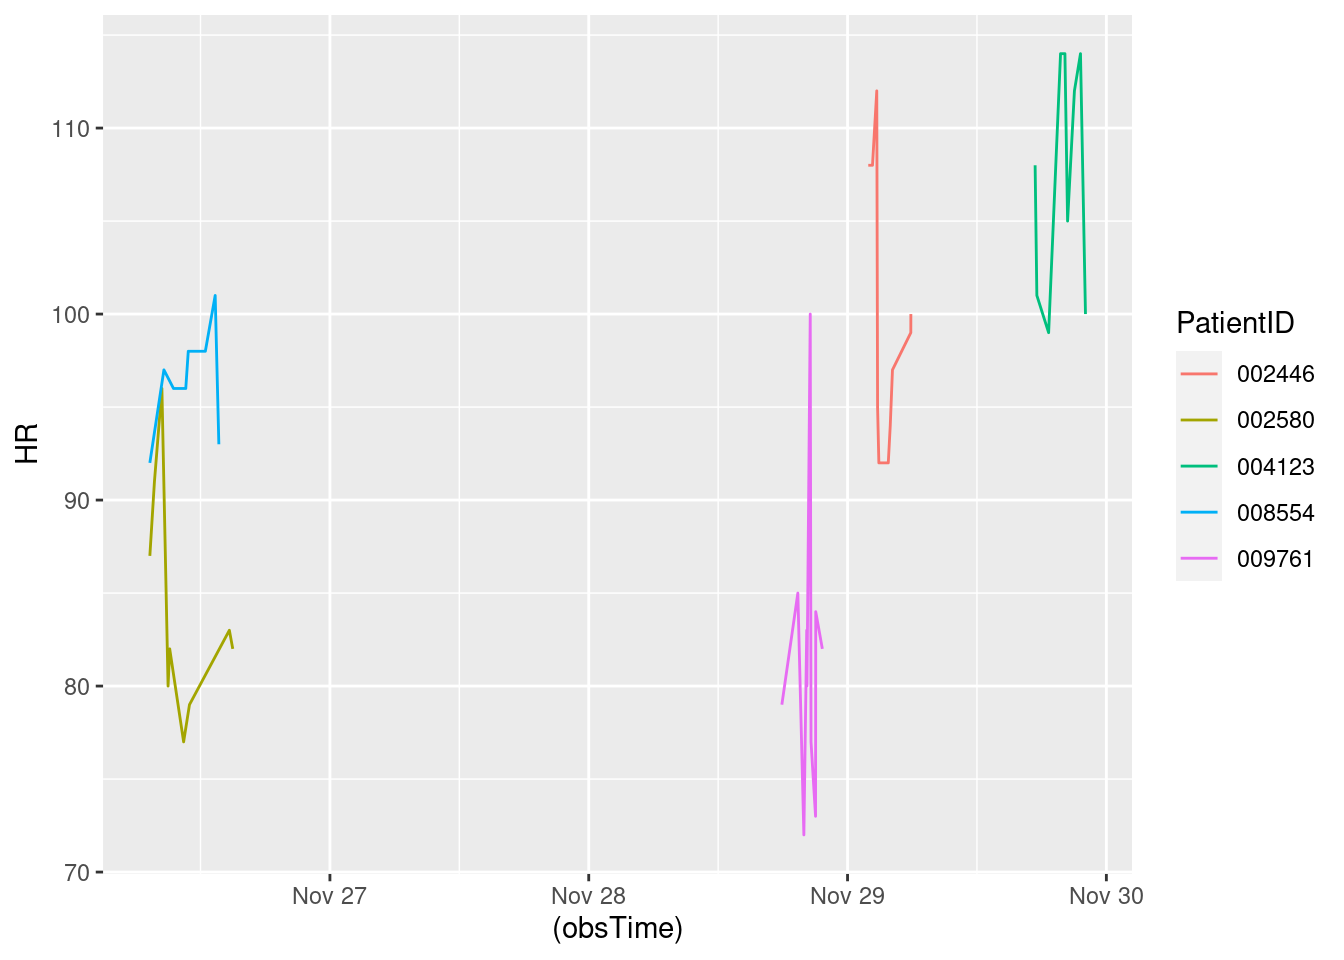 HR
110
100
90
80
70
Nov 27
Nov 28
Nov 29
Nov 30
(obsTime)
PatientID
002446
002580
004123
008554
009761